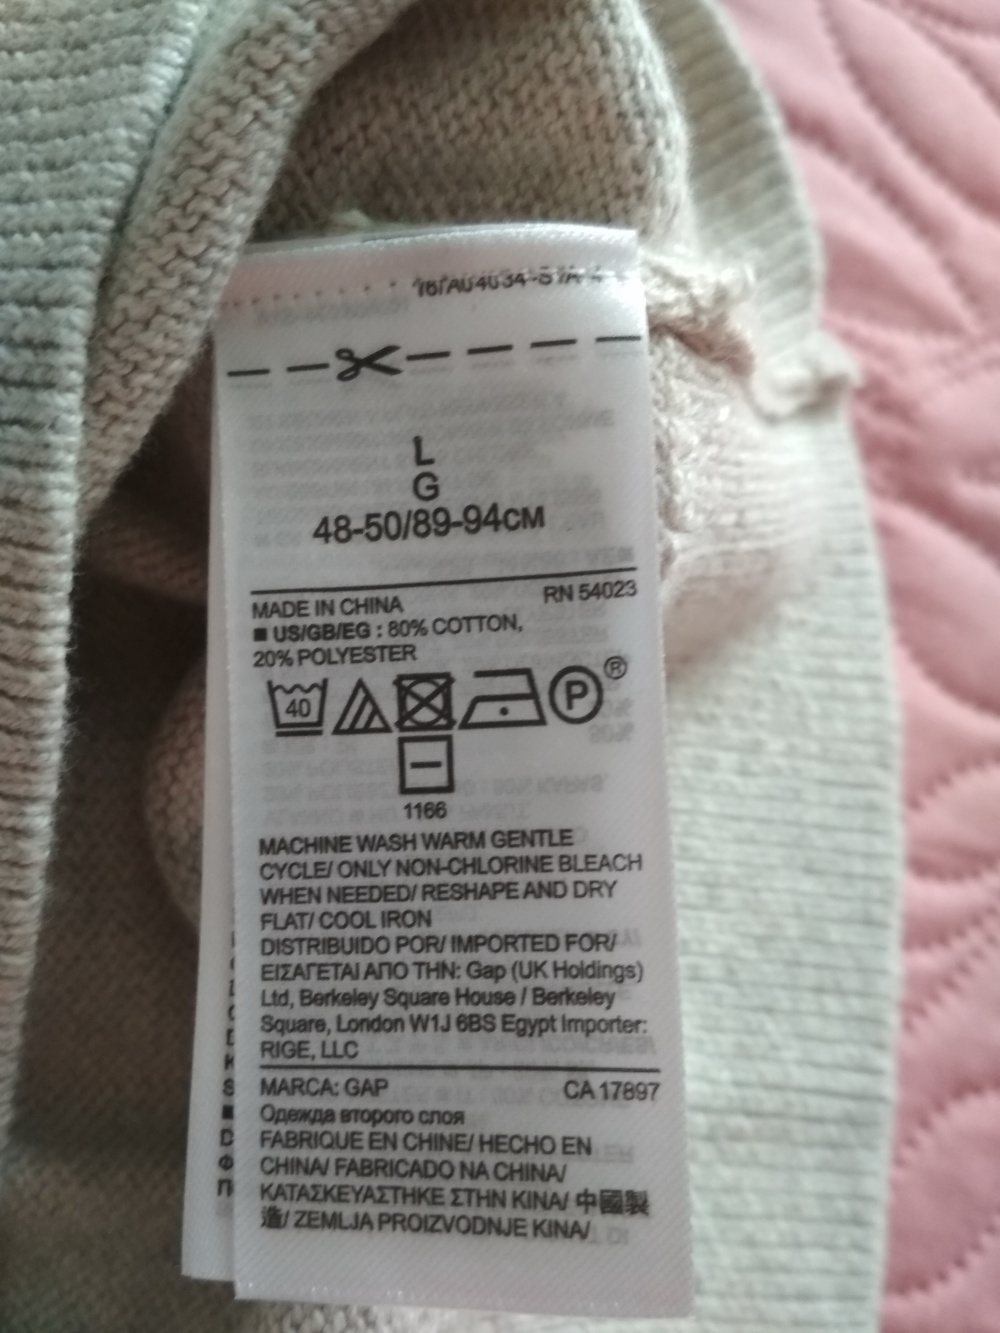 L
G
48-50/89-94CM
MADE IN CHINA RN 54023
■ US/GB/EG : 80% COTTON,
20% POLYESTER
40 P ®
1166
MACHINE WASH WARM GENTLE
CYCLE/ ONLY NON-CHLORINE BLEACH
WHEN NEEDED/ RESHAPE AND DRY
FLAT/ COOL IRON
DISTRIBUIDO POR/ IMPORTED FOR/
ΕΙΣΑΓΕΤΑΙ ΑΠΟ ΤΗΝ: Gap (UK Holdings)
Ltd, Berkeley Square House / Berkeley
Square, London W1J 6BS Egypt Importer:
RIGE, LLC
MARCA: GAP CA 17897
■ Одежда второго слоя
FABRIQUE EN CHINE/ HECHO EN
CHINA/ FABRICADO NA CHINA/
ΚΑΤΑΣΚΕΥΑΣΤΗΚΕ ΣΤΗΝ ΚΙΝΑ/ 中國製
造/ ZEMLJA PROIZVODNJE KINA/